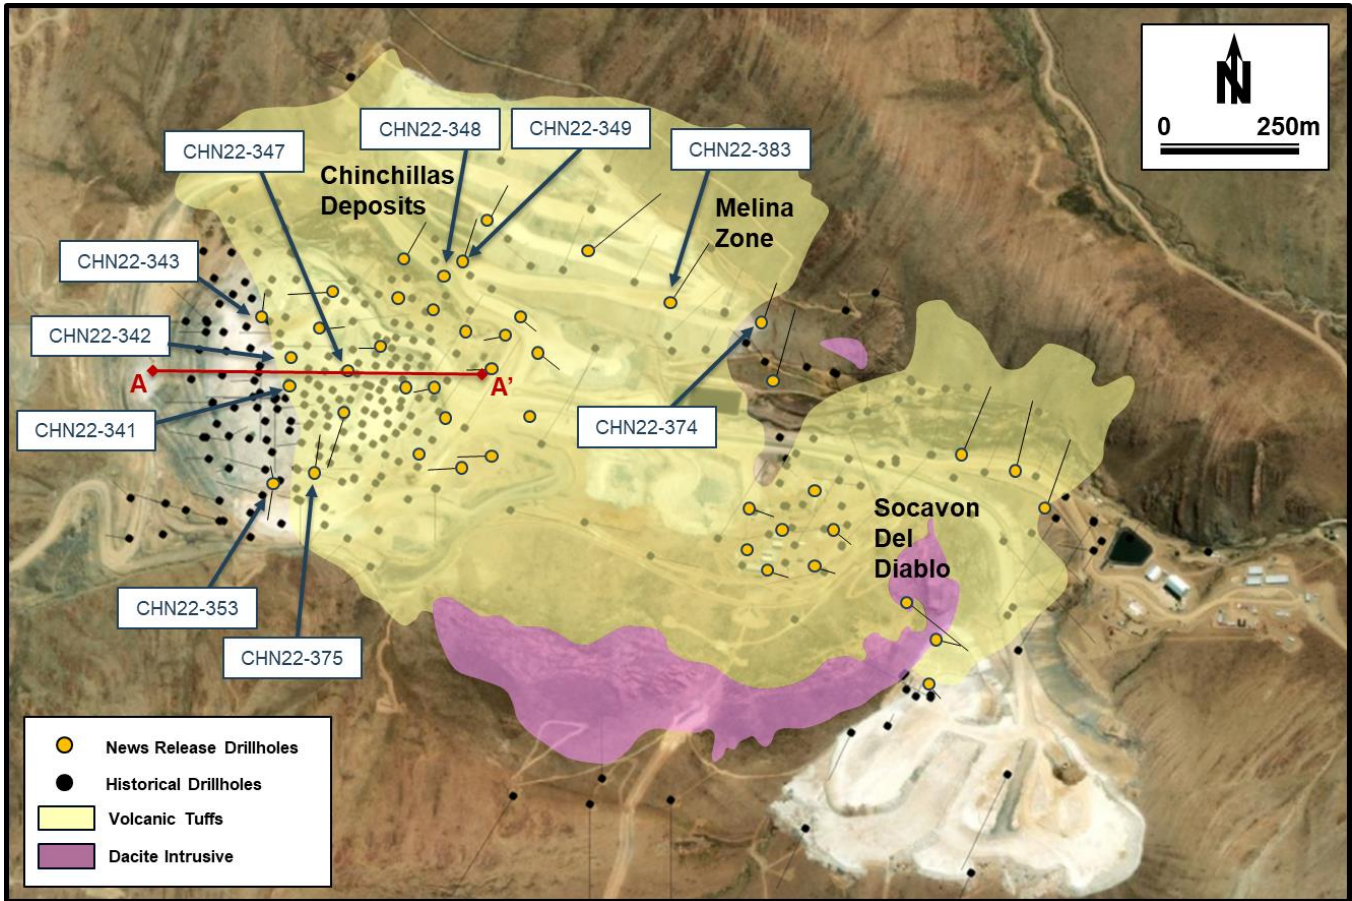 N
0 250m
CHN22-348
CHN22-349
CHN22-347
CHN22-383
Chinchillas
Deposits
Melina
Zone
CHN22-343
CHN22-342
A
A’
CHN22-341
CHN22-374
Socavon
Del
Diablo
CHN22-353
CHN22-375
News Release Drillholes
Historical Drillholes
Volcanic Tuffs
Dacite Intrusive